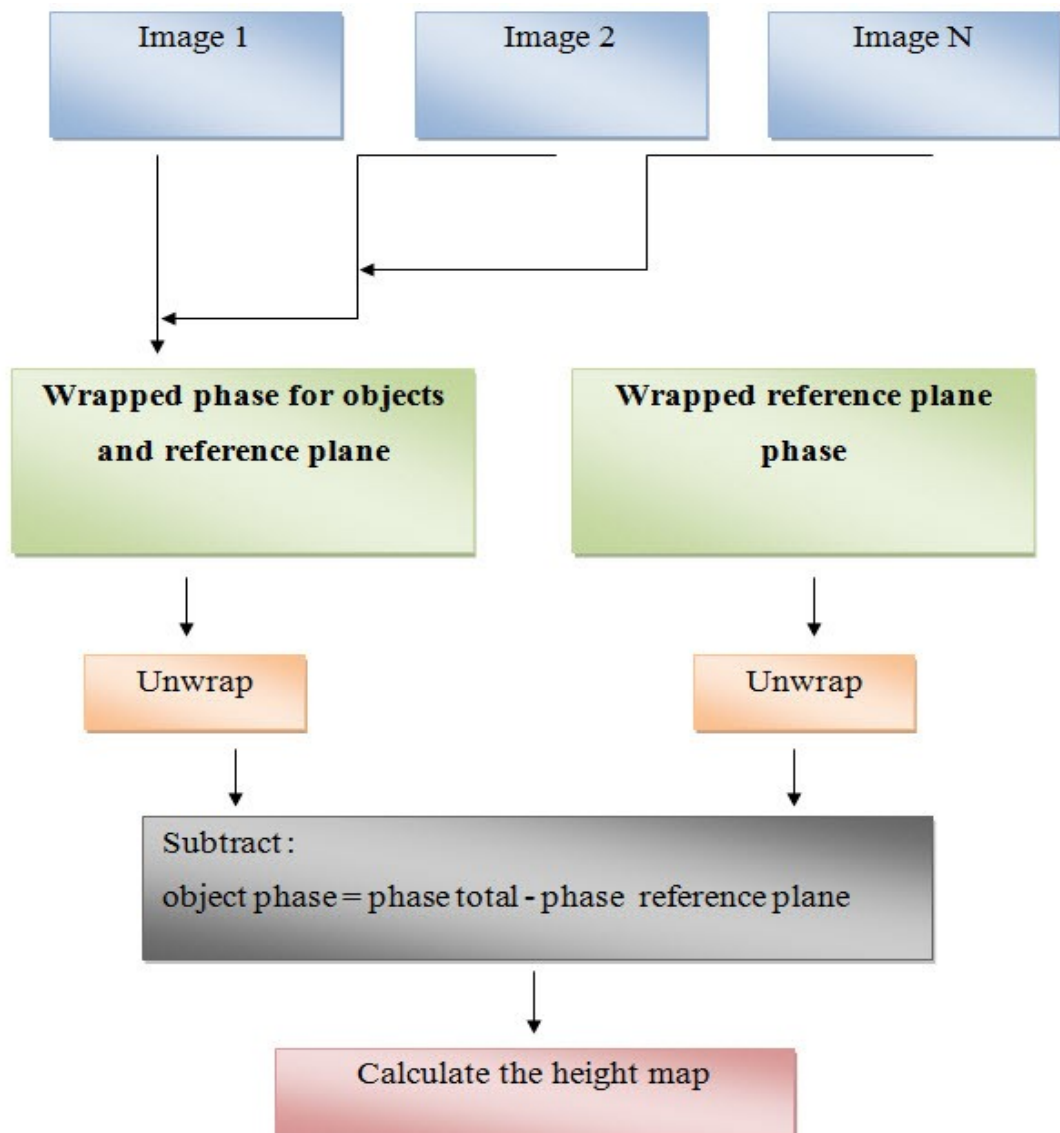 Image 1
Image 2
Image N
Wrapped phase for objects
and reference plane
Wrapped reference plane
phase
Unwrap
Unwrap
Subtract:
object phase = phase total - phase reference plane
Calculate the height map